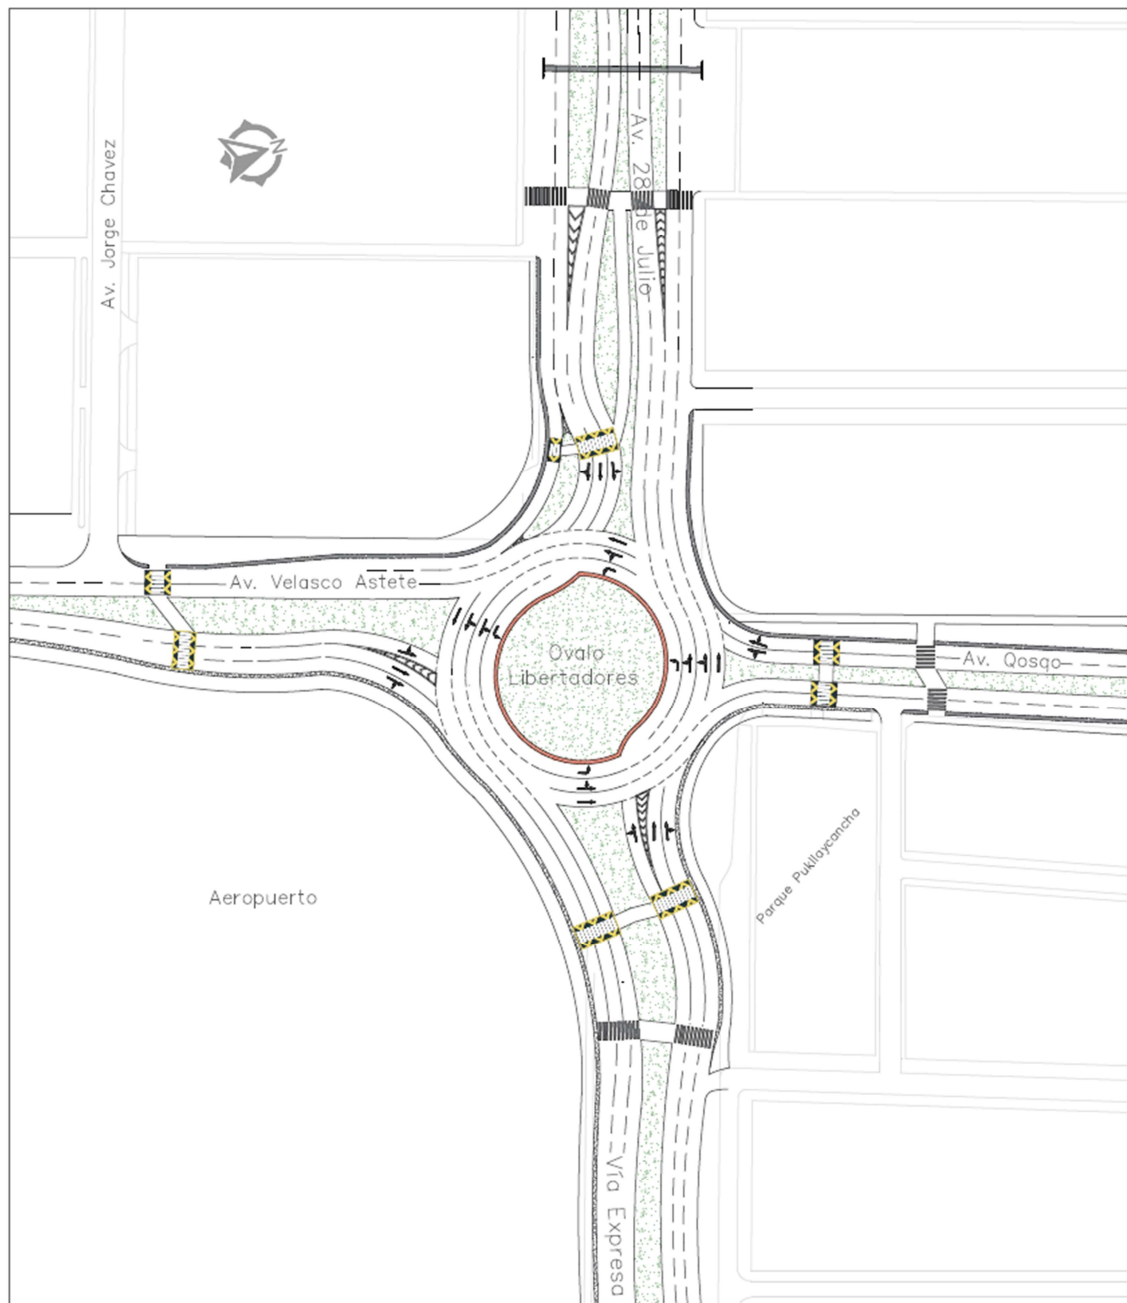 Av. 28 de Julio
Av. Jorge Chavez
N
Av. Velasco Astete
Ovalo
Libertadores
Av. Qosqo
Parque Pukllaycancha
Aeropuerto
Vía Expresa